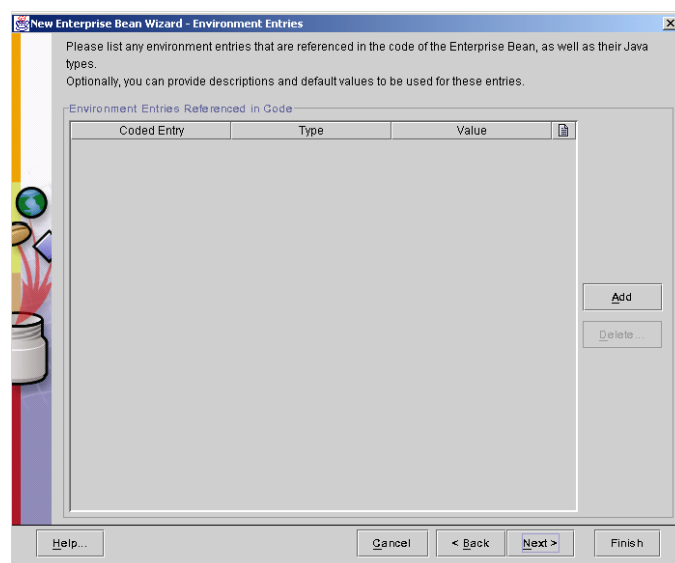 New Enterprise Bean Wizard - Environment Entries
Please list any environment entries that are referenced in the code of the Enterprise Bean, as well as their Java
types.
Optionally, you can provide descriptions and default values to be used for these entries.
Environment Entries Referenced in Code
Coded Entry Type Value
Add
Delete...
Help... Cancel < Back Next > Finish